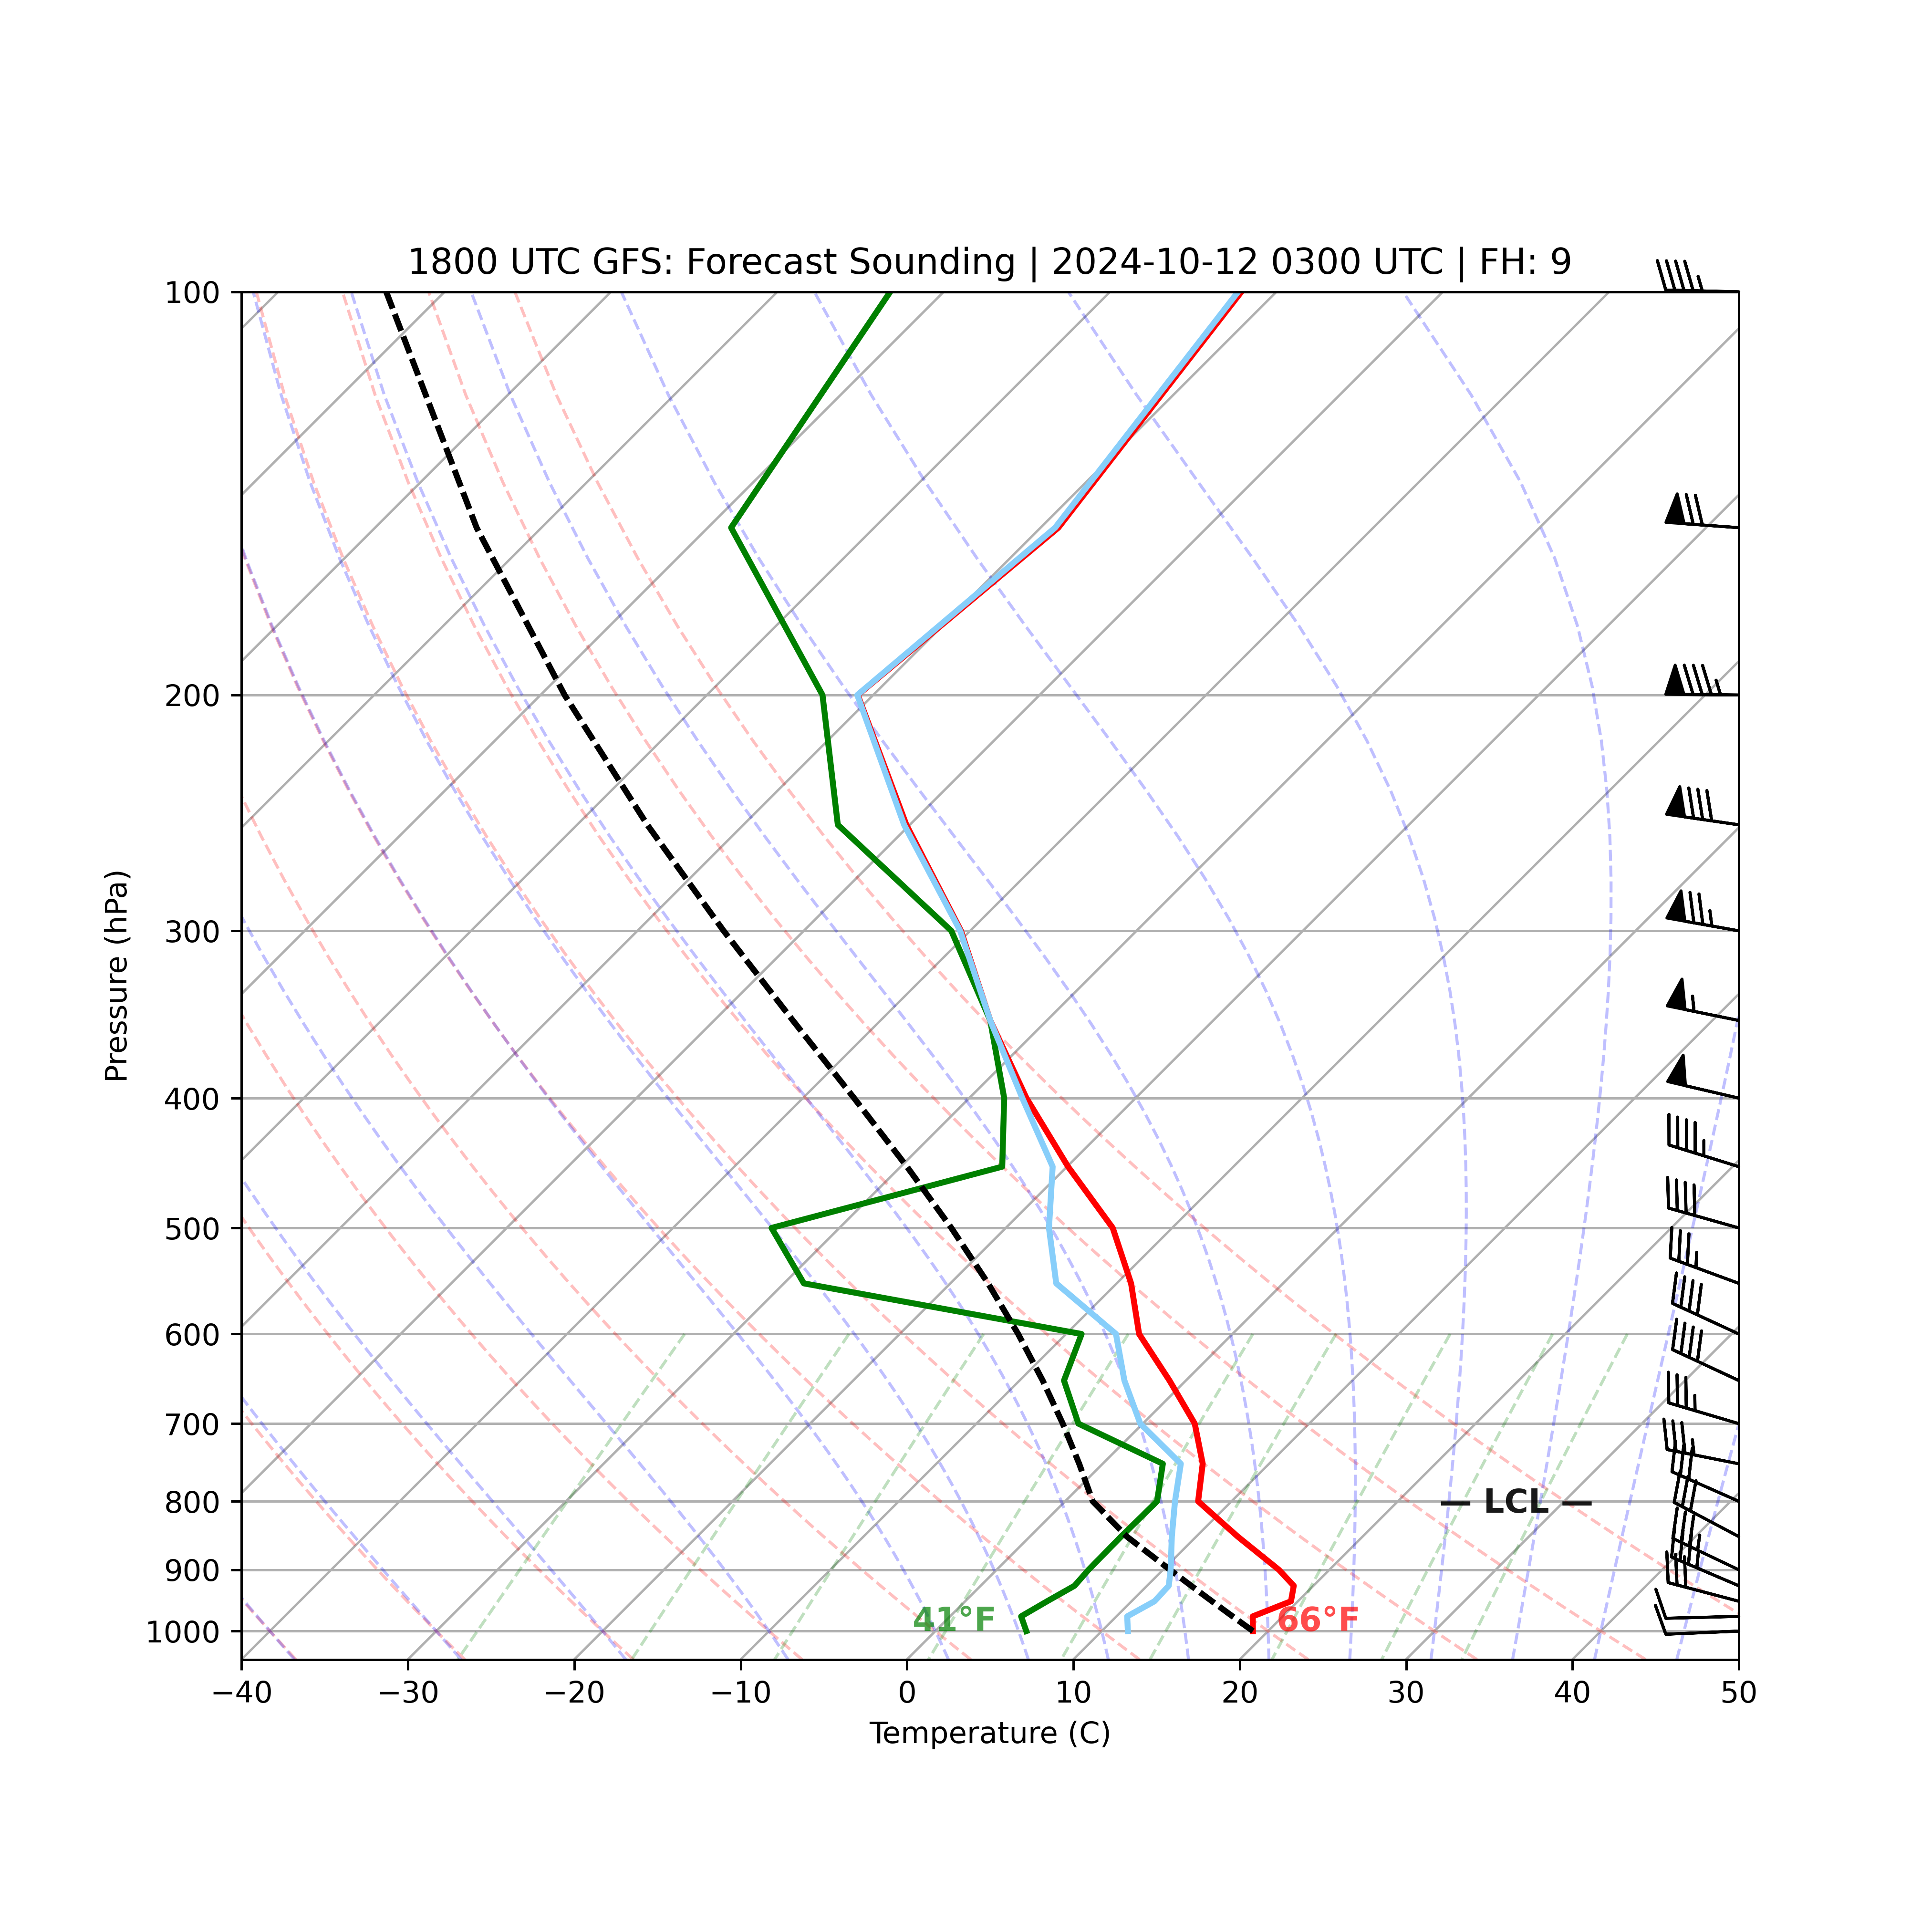 1800 UTC GFS: Forecast Sounding | 2024-10-12 0300 UTC | FH: 9
100
200
300
400
500
600
700
800
900
1000
Pressure (hPa)
— LCL —
41°F
66°F
−40 −30 −20 −10 0 10 20 30 40 50
Temperature (C)